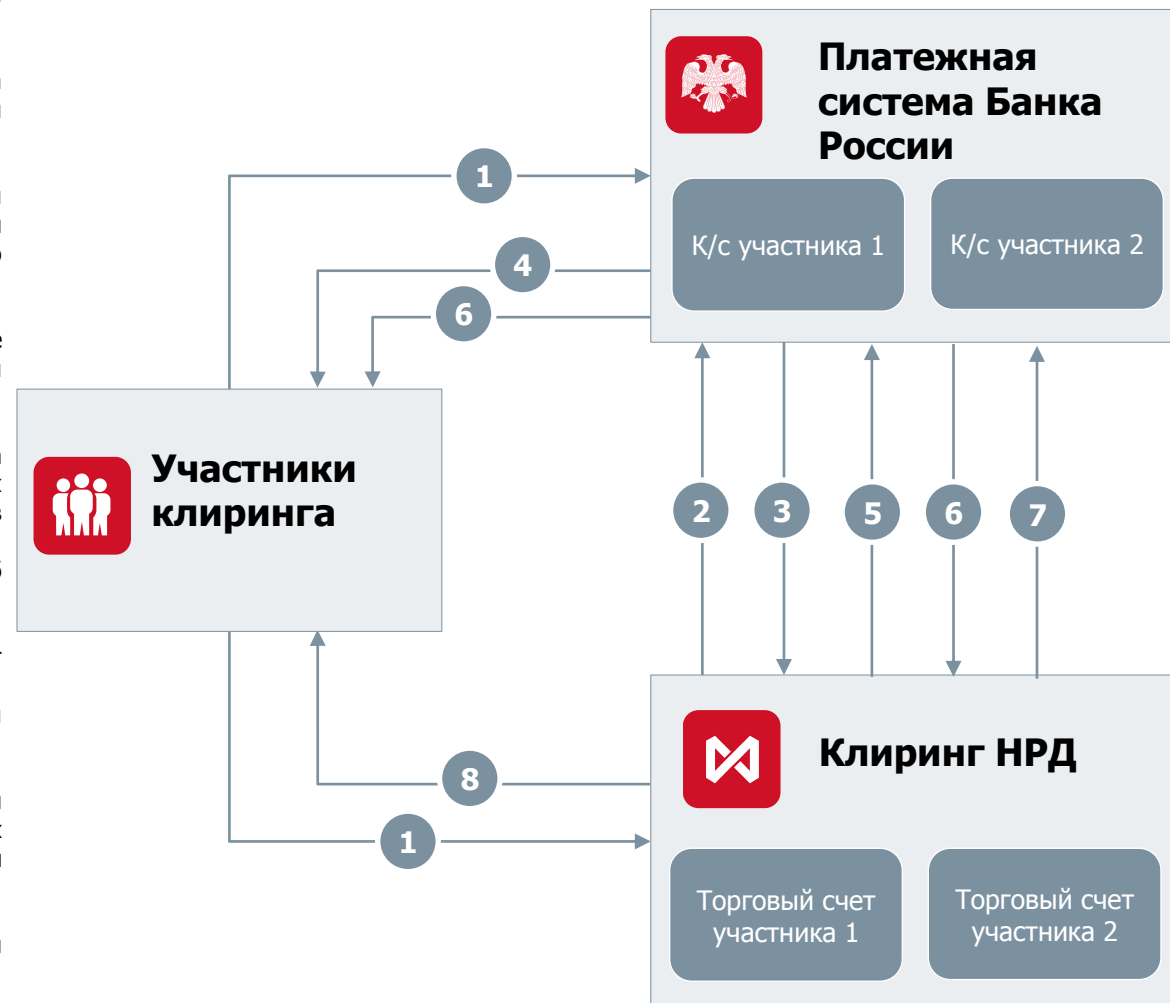 Платежная
система Банка
России
К/с участника 1
К/с участника 2
1
4
6
Участники
клиринга
2
3
5
6
7
8
1
Клиринг НРД
Торговый счет
участника 1
Торговый счет
участника 2